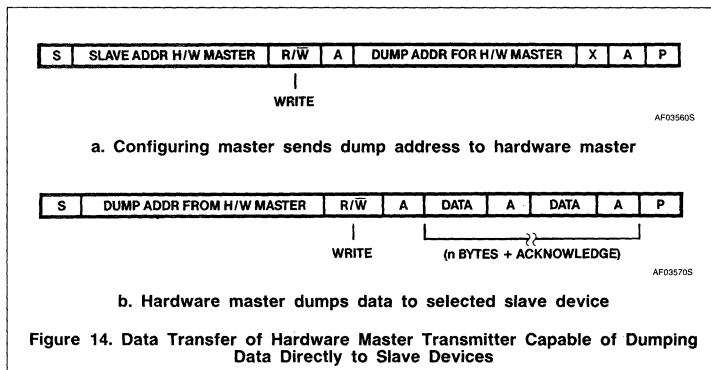 S SLAVE ADDR H/W MASTER R/W̅ A DUMP ADDR FOR H/W MASTER X A P
WRITE
AF03560S
a. Configuring master sends dump address to hardware master
S DUMP ADDR FROM H/W MASTER R/W̅ A DATA A DATA A P
WRITE (n BYTES + ACKNOWLEDGE)
AF03570S
b. Hardware master dumps data to selected slave device
Figure 14. Data Transfer of Hardware Master Transmitter Capable of Dumping
Data Directly to Slave Devices